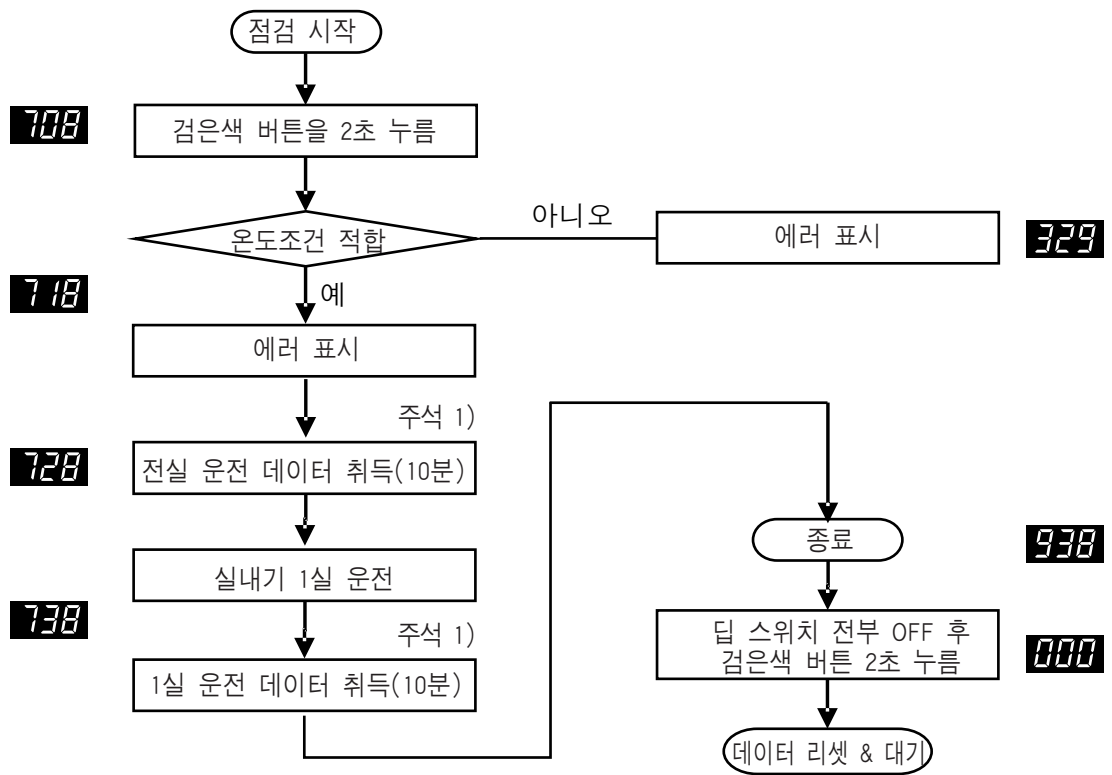 점검 시작
708
검은색 버튼을 2초 누름
온도조건 적합
아니오
에러 표시
329
718
예
에러 표시
주석 1)
728
전실 운전 데이터 취득(10분)
실내기 1실 운전
738
주석 1)
1실 운전 데이터 취득(10분)
종료
938
딥 스위치 전부 OFF 후
검은색 버튼 2초 누름
000
데이터 리셋 & 대기